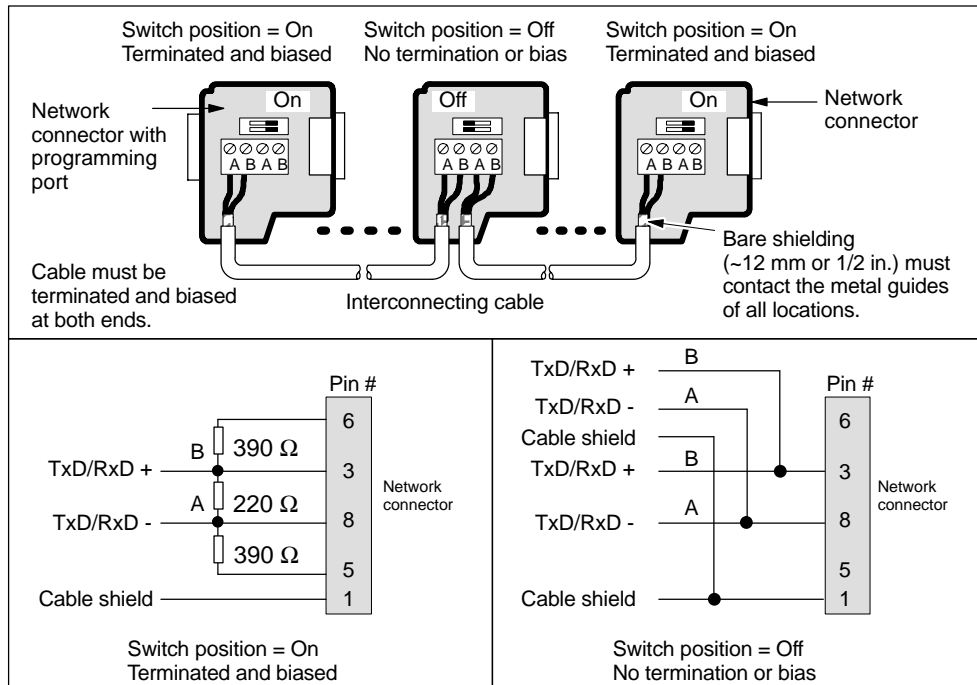 Switch position = On
Terminated and biased
Switch position = Off
No termination or bias
Switch position = On
Terminated and biased
On
Off
On
Network
connector with
programming
port
Network
connector
A B A B
A B A B
A B A B
Cable must be
terminated and biased
at both ends.
Interconnecting cable
Bare shielding
(~12 mm or 1/2 in.) must
contact the metal guides
of all locations.
Pin #
6
390 Ω
B
TxD/RxD +
3
Network
connector
A
220 Ω
TxD/RxD -
8
390 Ω
5
Cable shield
1
Switch position = On
Terminated and biased
TxD/RxD +
B
Pin #
TxD/RxD -
A
6
Cable shield
TxD/RxD +
B
3
Network
connector
TxD/RxD -
A
8
5
Cable shield
1
Switch position = Off
No termination or bias